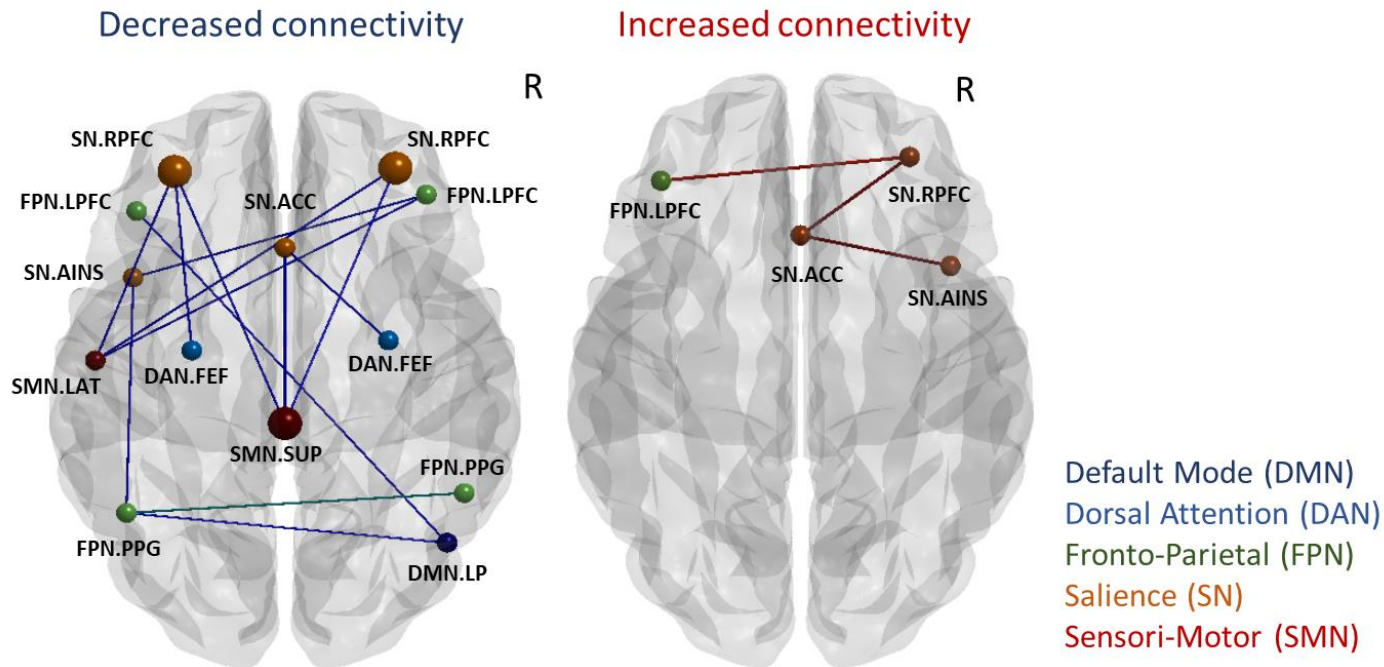 Decreased connectivity
R
SN.RPFC
SN.RPFC
FPN.LPFC
SN.ACC
FPN.LPFC
SN.AINS
SMN.LAT
DAN.FEF
DAN.FEF
SMN.SUP
FPN.PPG
FPN.PPG
DMN.LP
Increased connectivity
R
FPN.LPFC
SN.RPFC
SN.ACC
SN.AINS
Default Mode (DMN)
Dorsal Attention (DAN)
Fronto-Parietal (FPN)
Salience (SN)
Sensori-Motor (SMN)